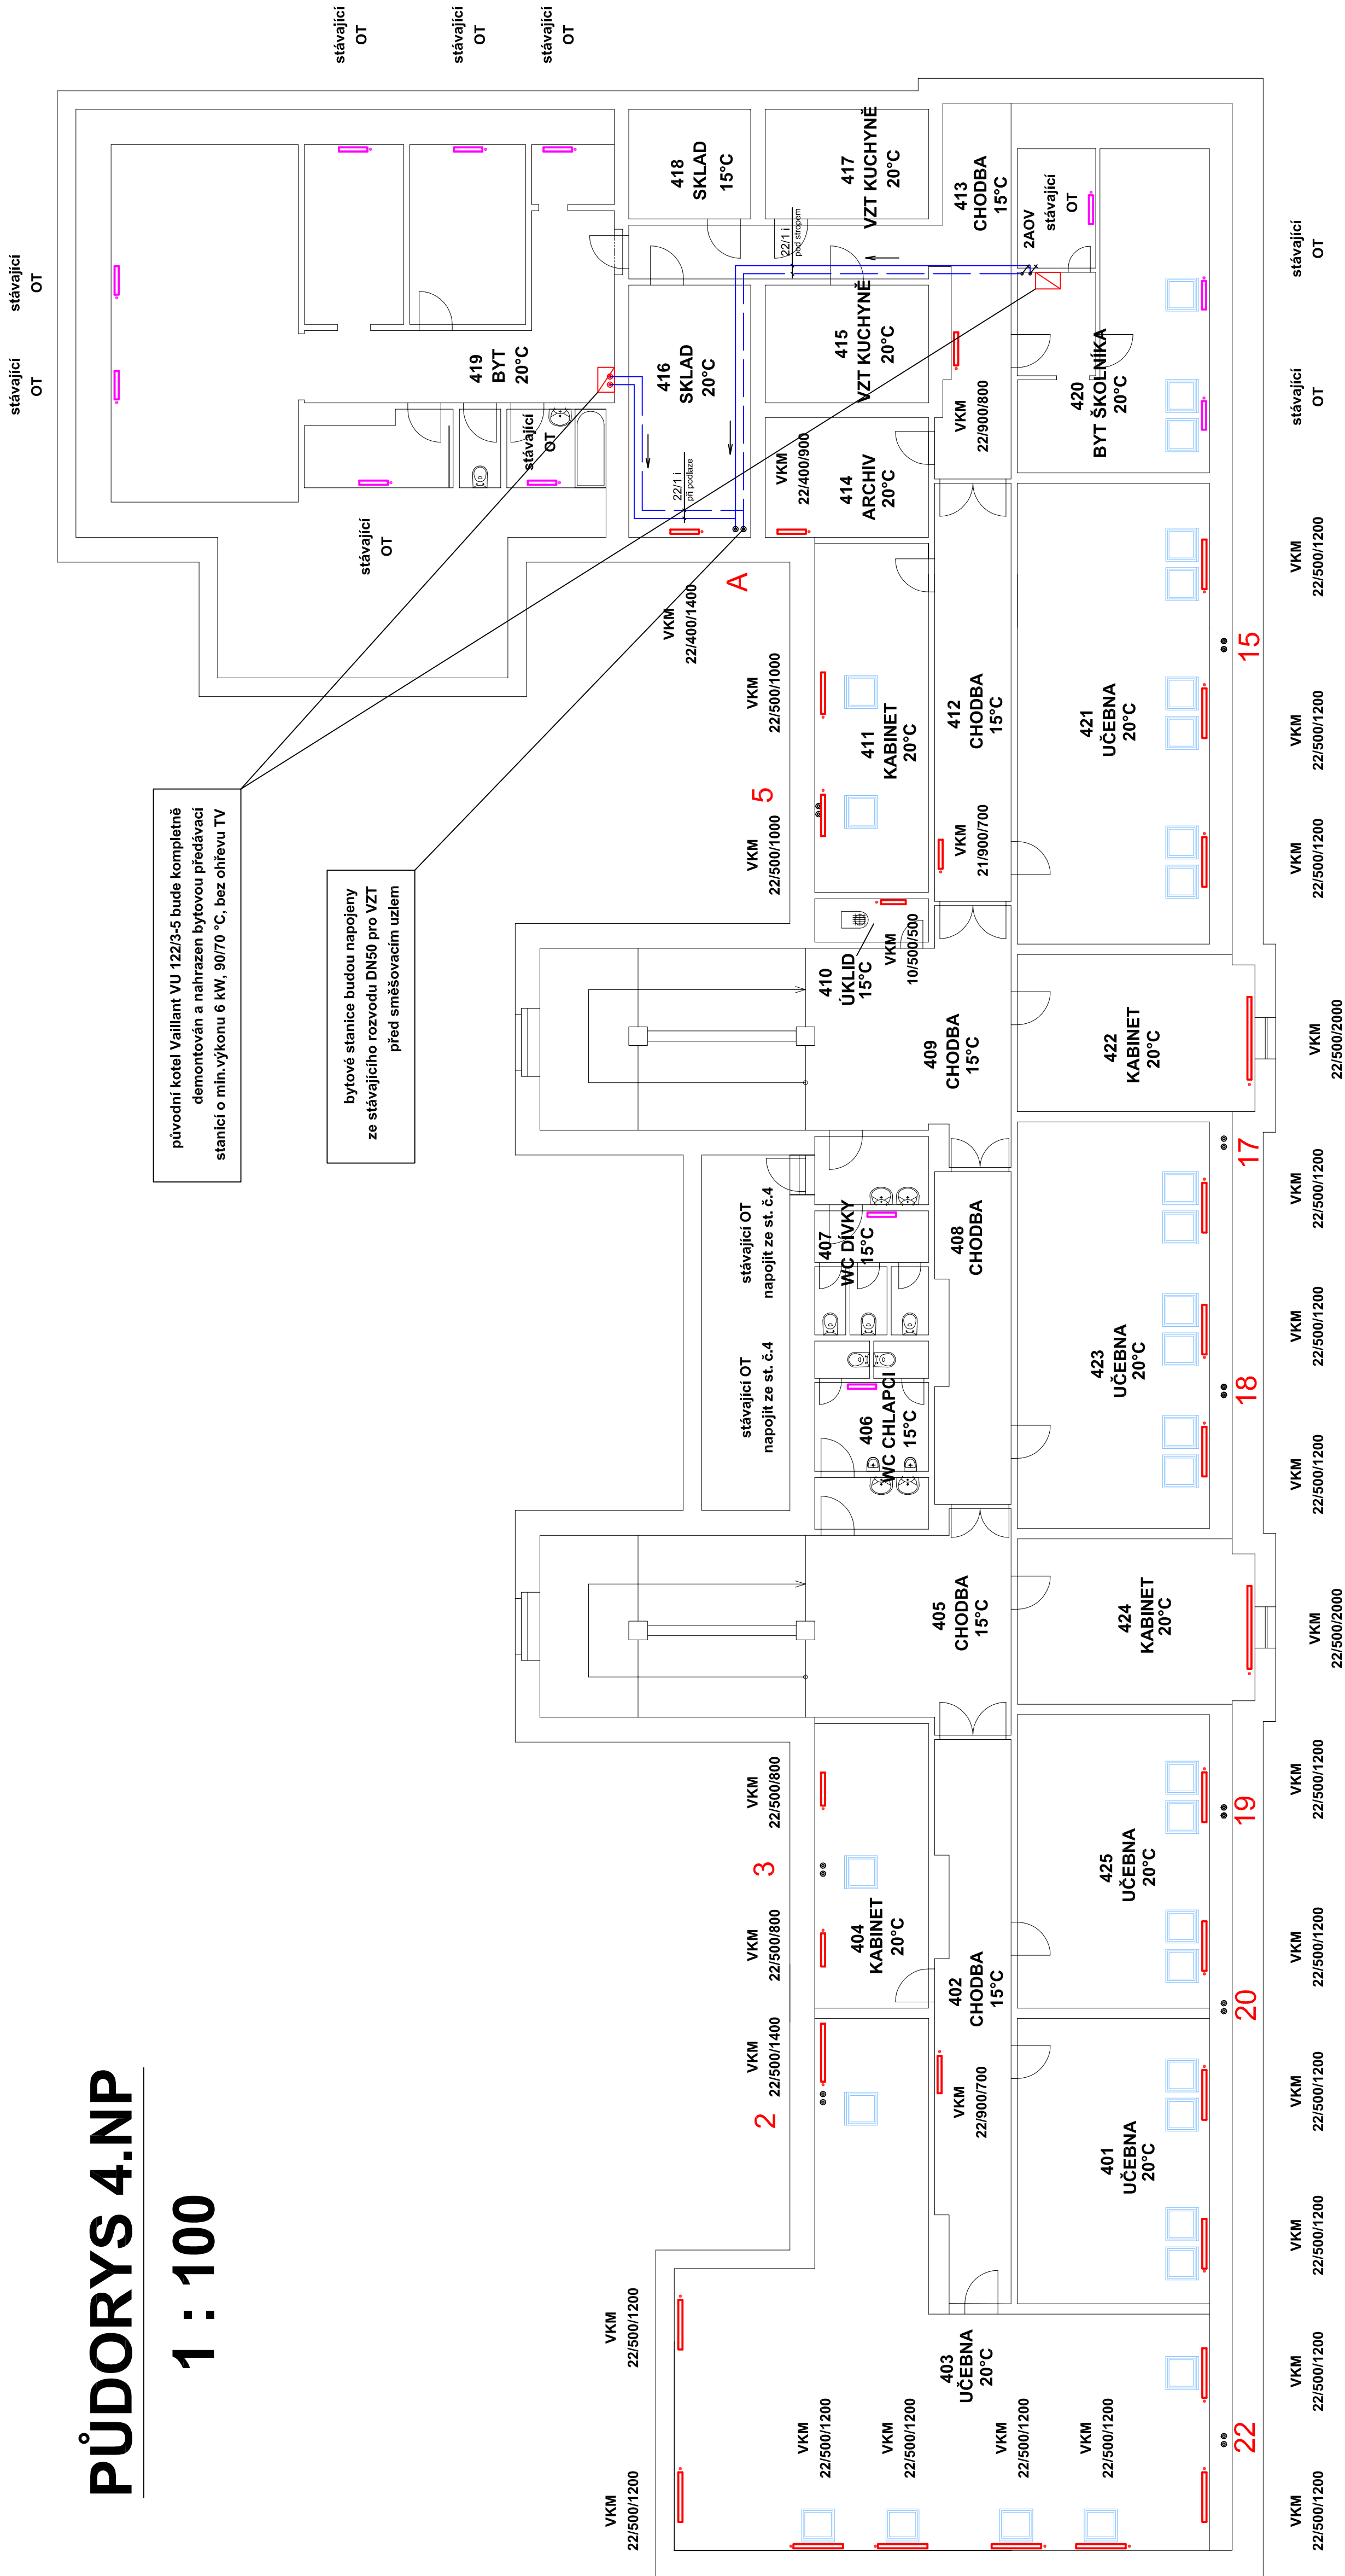 PŮDORYS 4.NP
1 : 100
původní kotel Vaillant VU 122/3-5 bude kompletně
demontován a nahrazen bytovou předávací
stanicí o min.výkonu 6 kW, 90/70 °C, bez ohřevu TV
bytové stanice budou napojeny
ze stávajícího rozvodu DN50 pro VZT
před směšovacím uzlem
stávající
OT
stávající
OT
stávající
OT
stávající
OT
stávající
OT
stávající
OT
stávající
OT
419
BYT
20°C
416
SKLAD
20°C
418
SKLAD
15°C
417
VZT KUCHYNĚ
20°C
415
VZT KUCHYNĚ
20°C
414
ARCHIV
20°C
413
CHODBA
15°C
22/1 i
pod stropem
22/1 i
při podlaze
2AOV
stávající
OT
420
BYT ŠKOLNÍKA
20°C
stávající
OT
stávající
OT
VKM
22/400/1400
A
VKM
22/400/900
VKM
22/900/800
VKM
22/500/1000
5
VKM
22/500/1000
411
KABINET
20°C
412
CHODBA
15°C
VKM
21/900/700
421
UČEBNA
20°C
VKM
22/500/1200
15
VKM
22/500/1200
VKM
22/500/1200
410
ÚKLID
15°C
VKM
10/500/500
409
CHODBA
15°C
422
KABINET
20°C
VKM
22/500/2000
stávající OT
napojit ze st. č.4
stávající OT
napojit ze st. č.4
407
WC DÍVKY
15°C
406
WC CHLAPCI
15°C
408
CHODBA
423
UČEBNA
20°C
17
VKM
22/500/1200
VKM
22/500/1200
18
VKM
22/500/1200
405
CHODBA
15°C
424
KABINET
20°C
VKM
22/500/2000
VKM
22/500/800
3
VKM
22/500/800
404
KABINET
20°C
402
CHODBA
15°C
VKM
22/900/700
425
UČEBNA
20°C
VKM
22/500/1200
19
VKM
22/500/1200
20
VKM
22/500/1400
2
401
UČEBNA
20°C
VKM
22/500/1200
VKM
22/500/1200
403
UČEBNA
20°C
VKM
22/500/1200
VKM
22/500/1200
VKM
22/500/1200
VKM
22/500/1200
VKM
22/500/1200
VKM
22/500/1200
VKM
22/500/1200
22
VKM
22/500/1200